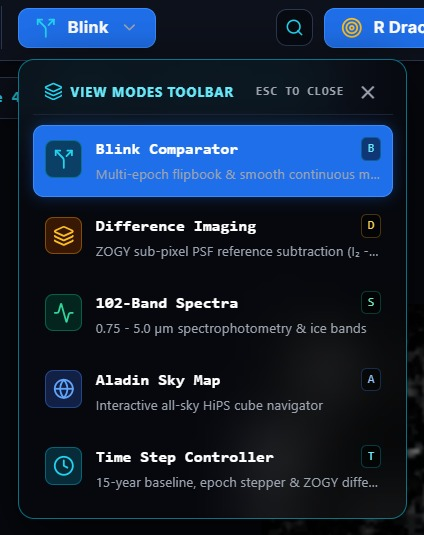 Blink
R Drac
e 4
VIEW MODES TOOLBAR ESC TO CLOSE
Blink Comparator B
Multi-epoch flipbook & smooth continuous m...
Difference Imaging D
ZOGY sub-pixel PSF reference subtraction (I₂ -...
102-Band Spectra S
0.75 - 5.0 µm spectrophotometry & ice bands
Aladin Sky Map A
Interactive all-sky HiPS cube navigator
Time Step Controller T
15-year baseline, epoch stepper & ZOGY diffe...